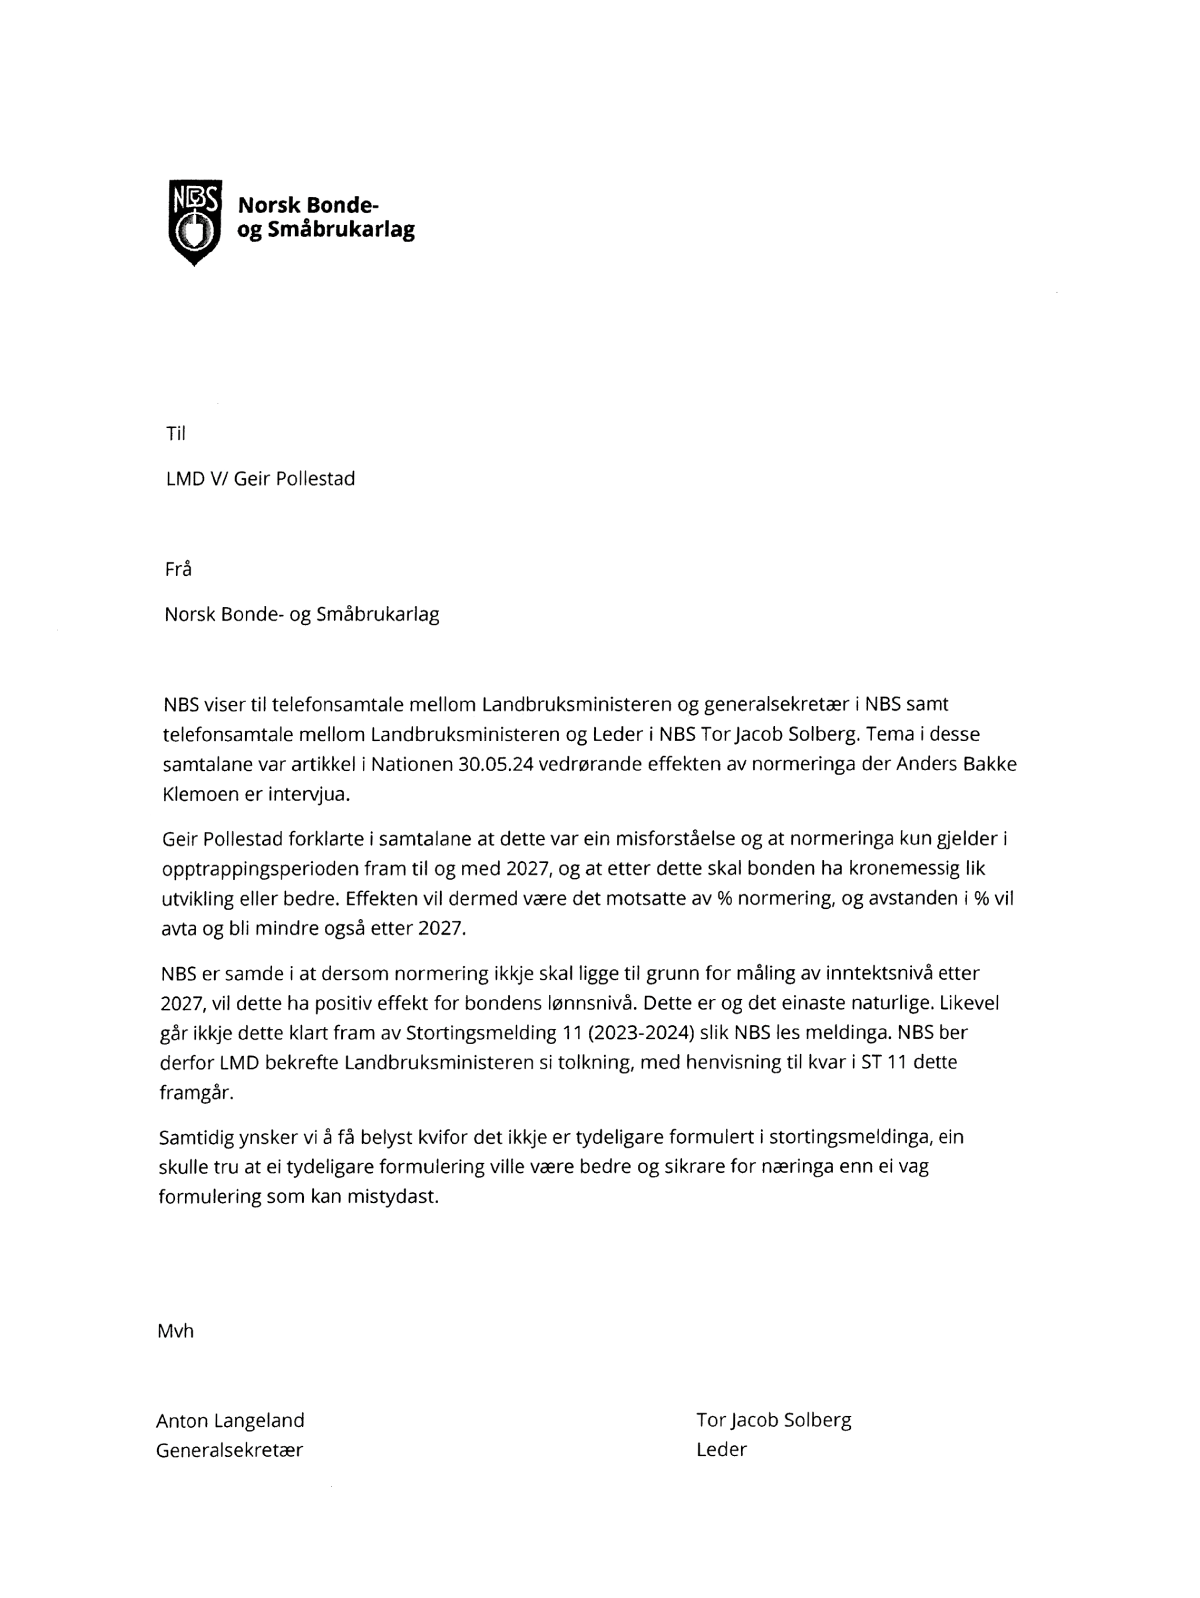 NBS
Norsk Bonde-
og Småbrukarlag
Til
LMD V/ Geir Pollestad
Frå
Norsk Bonde- og Småbrukarlag
NBS viser til telefonsamtale mellom Landbruksministeren og generalsekretær i NBS samt
telefonsamtale mellom Landbruksministeren og Leder i NBS Tor Jacob Solberg. Tema i desse
samtalane var artikkel i Nationen 30.05.24 vedrørande effekten av normeringa der Anders Bakke
Klemoen er intervjua.
Geir Pollestad forklarte i samtalane at dette var ein misforståelse og at normeringa kun gjelder i
opptrappingsperioden fram til og med 2027, og at etter dette skal bonden ha kronemessig lik
utvikling eller bedre. Effekten vil dermed være det motsatte av % normering, og avstanden i % vil
avta og bli mindre også etter 2027.
NBS er samde i at dersom normering ikkje skal ligge til grunn for måling av inntektsnivå etter
2027, vil dette ha positiv effekt for bondens lønnsnivå. Dette er og det einaste naturlige. Likevel
går ikkje dette klart fram av Stortingsmelding 11 (2023-2024) slik NBS les meldinga. NBS ber
derfor LMD bekrefte Landbruksministeren si tolkning, med henvisning til kvar i ST 11 dette
framgår.
Samtidig ynsker vi å få belyst kvifor det ikkje er tydeligare formulert i stortingsmeldinga, ein
skulle tru at ei tydeligare formulering ville være bedre og sikrare for næringa enn ei vag
formulering som kan mistydast.
Mvh
Anton Langeland
Generalsekretær
Tor Jacob Solberg
Leder